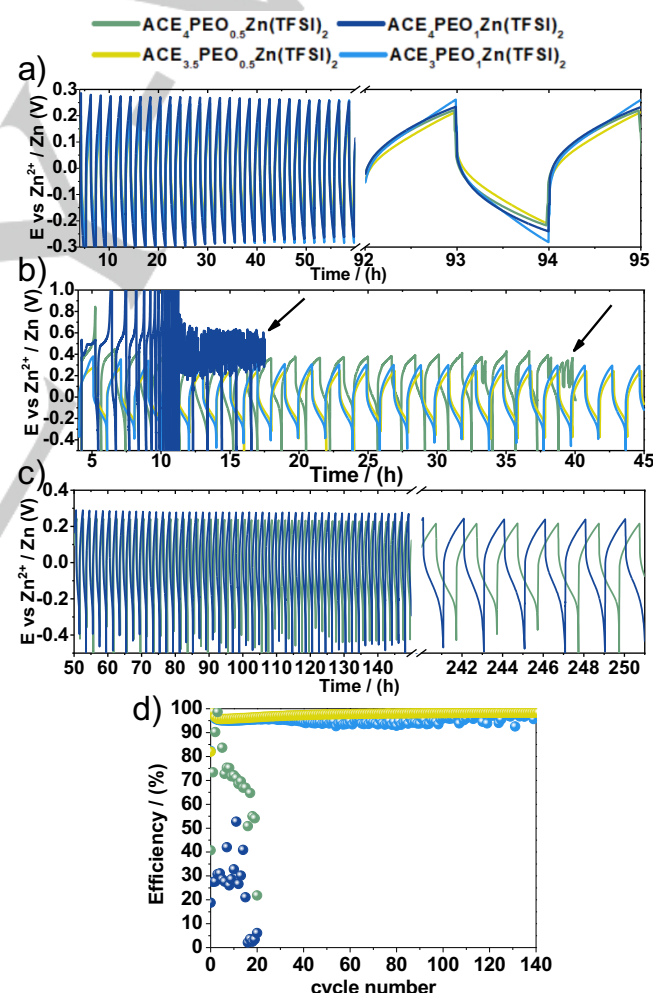 ACE₄PEO₀.₅Zn(TFSI)₂ ACE₄PEO₁Zn(TFSI)₂
ACE₃.₅PEO₀.₅Zn(TFSI)₂ ACE₃PEO₁Zn(TFSI)₂
a)
E vs Zn²⁺ / Zn (V)
0.3
0.2
0.1
0.0
-0.1
-0.2
-0.3
10 20 30 40 50 92 93 94 95
Time / (h)
b)
E vs Zn²⁺ / Zn (V)
1.0
0.8
0.6
0.4
0.2
0.0
-0.2
-0.4
5 10 15 20 25 30 35 40 45
Time / (h)
c)
E vs Zn²⁺ / Zn (V)
0.4
0.2
0.0
-0.2
-0.4
50 60 70 80 90 100 110 120 130 140 242 244 246 248 250
Time / (h)
d)
Efficiency / (%)
100
90
80
70
60
50
40
30
20
10
0
0 20 40 60 80 100 120 140
cycle number